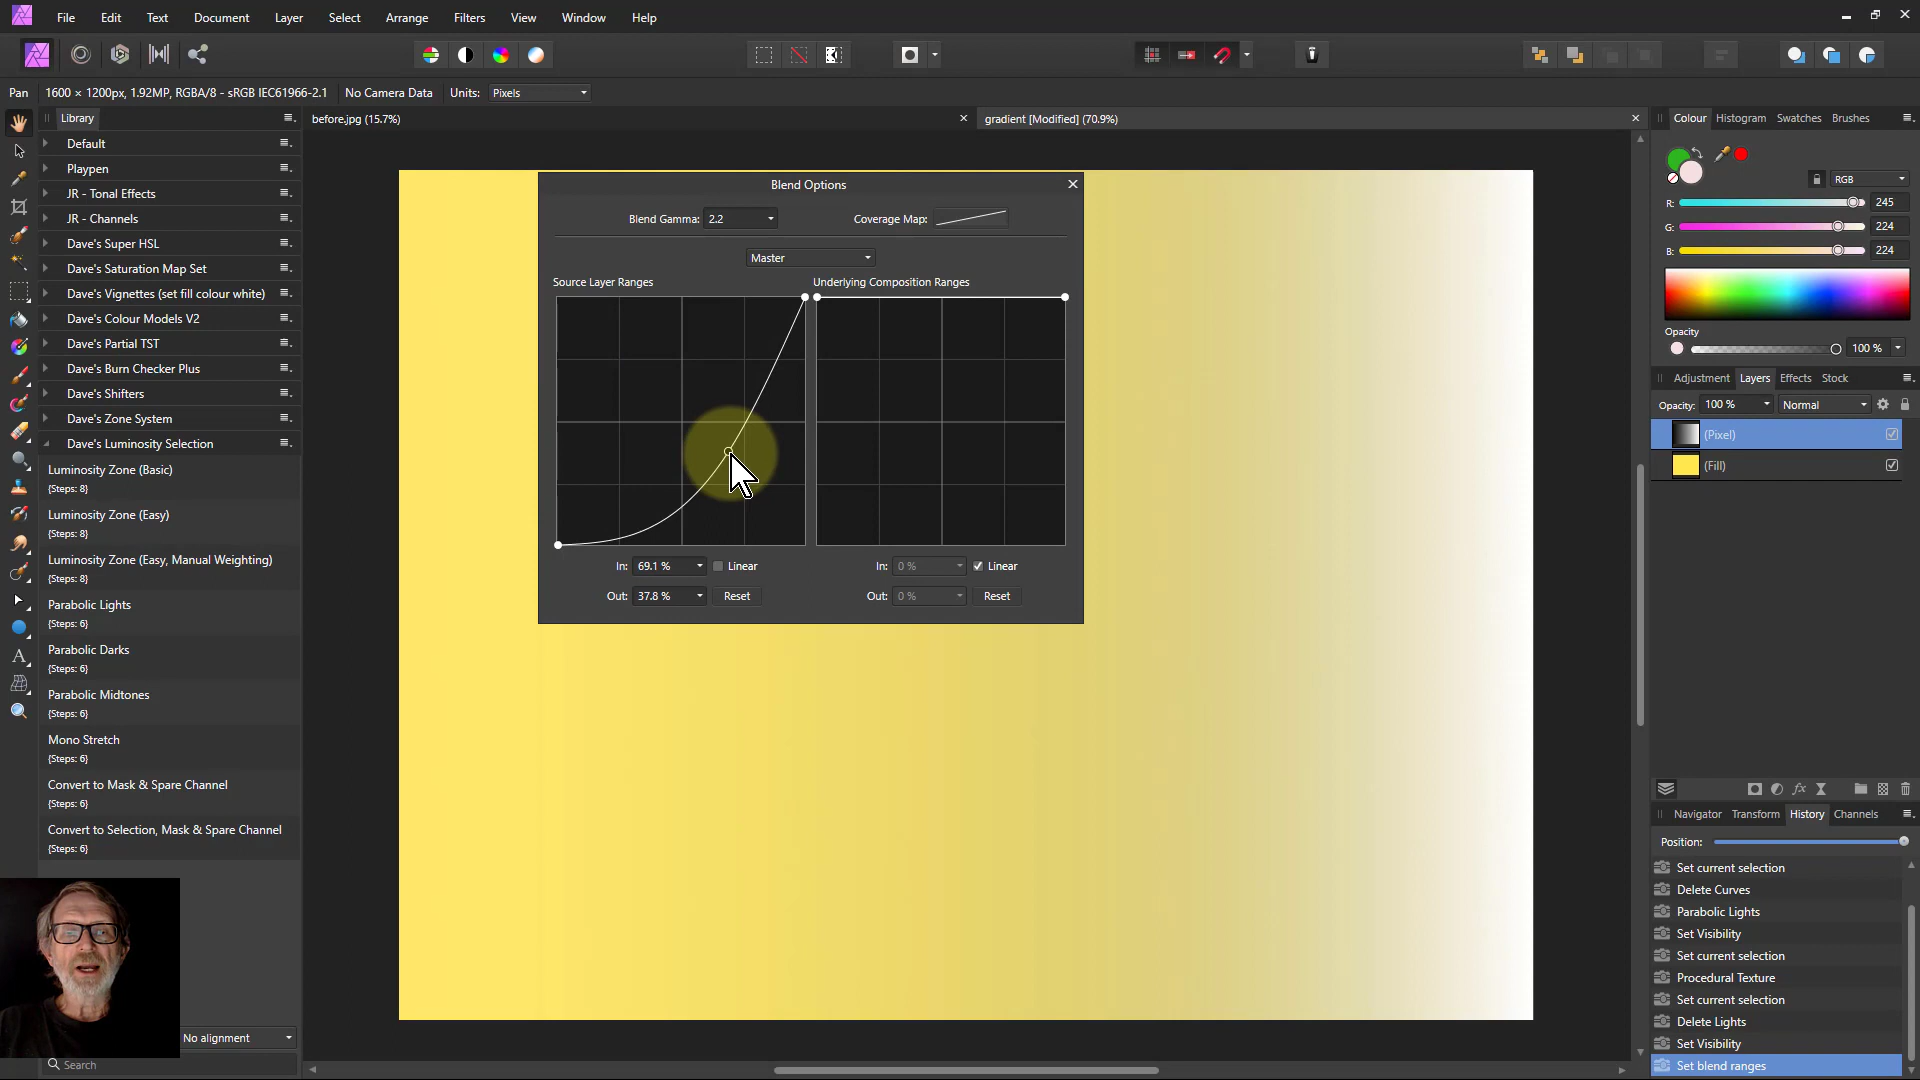 File Edit Text Document Layer Select Arrange Filters View Window Help
Pan 1600 × 1200px, 1.92MP, RGBA/8 - sRGB IEC61966-2.1 No Camera Data Units: Pixels
Library
before.jpg (15.7%)
gradient [Modified] (70.9%)
Default
Playpen
JR - Tonal Effects
JR - Channels
Dave's Super HSL
Dave's Saturation Map Set
Dave's Vignettes (set fill colour white)
Dave's Colour Models V2
Dave's Partial TST
Dave's Burn Checker Plus
Dave's Shifters
Dave's Zone System
Dave's Luminosity Selection
Luminosity Zone (Basic)
{Steps: 8}
Luminosity Zone (Easy)
{Steps: 8}
Luminosity Zone (Easy, Manual Weighting)
{Steps: 8}
Parabolic Lights
{Steps: 6}
Parabolic Darks
{Steps: 6}
Parabolic Midtones
{Steps: 6}
Mono Stretch
{Steps: 6}
Convert to Mask & Spare Channel
{Steps: 6}
Convert to Selection, Mask & Spare Channel
{Steps: 6}
No alignment
Search
Blend Options
Blend Gamma: 2.2 Coverage Map:
Master
Source Layer Ranges Underlying Composition Ranges
In: 69.1 % Linear In: 0 % Linear
Out: 37.8 % Reset Out: 0 % Reset
Colour Histogram Swatches Brushes
RGB
R: 245
G: 224
B: 224
Opacity
100 %
Adjustment Layers Effects Stock
Opacity: 100 % Normal
(Pixel)
(Fill)
fx
Navigator Transform History Channels
Position:
Set current selection
Delete Curves
Parabolic Lights
Set Visibility
Set current selection
Procedural Texture
Set current selection
Delete Lights
Set Visibility
Set blend ranges